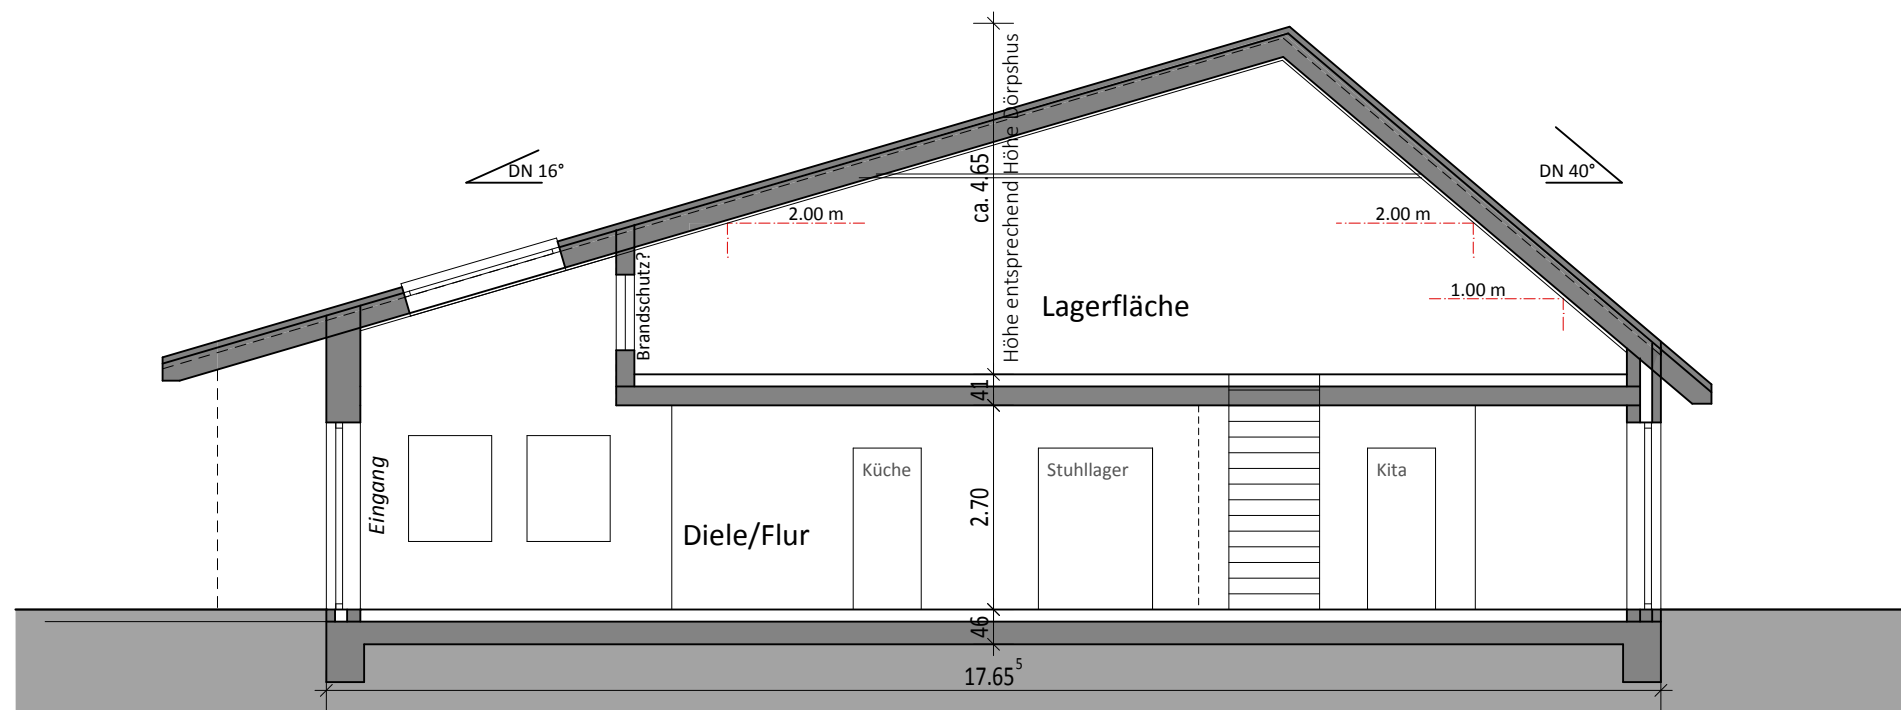 Höhe entsprechend Höhe Dörpshus
ca. 4.65
DN 16°
DN 40°
2.00 m
2.00 m
1.00 m
Brandschutz?
Lagerfläche
41
Eingang
Küche
Stuhllager
Kita
2.70
Diele/Flur
46
17.65⁵